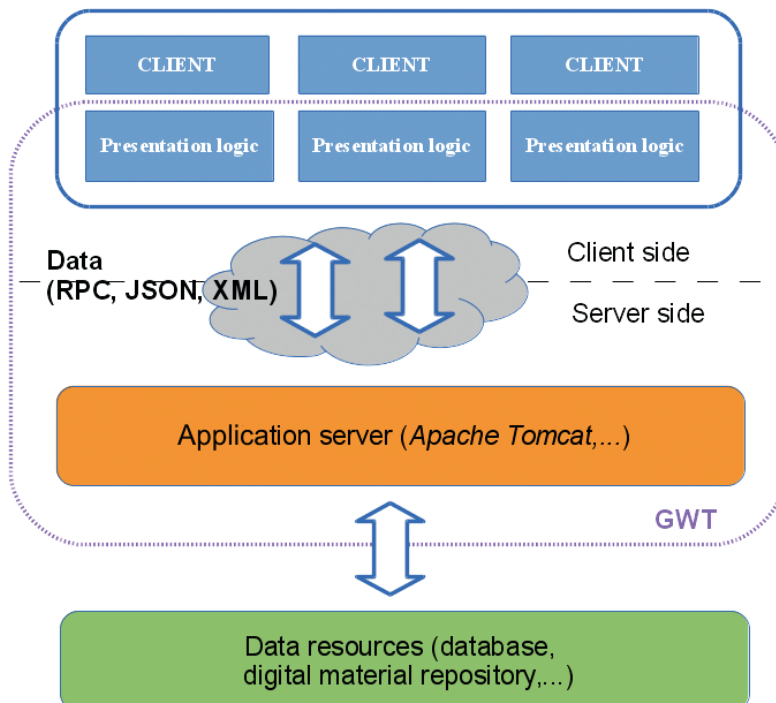 CLIENT CLIENT CLIENT
Presentation logic Presentation logic Presentation logic
Data
(RPC, JSON, XML)
Client side
Server side
Application server (Apache Tomcat,...)
GWT
Data resources (database,
digital material repository,...)